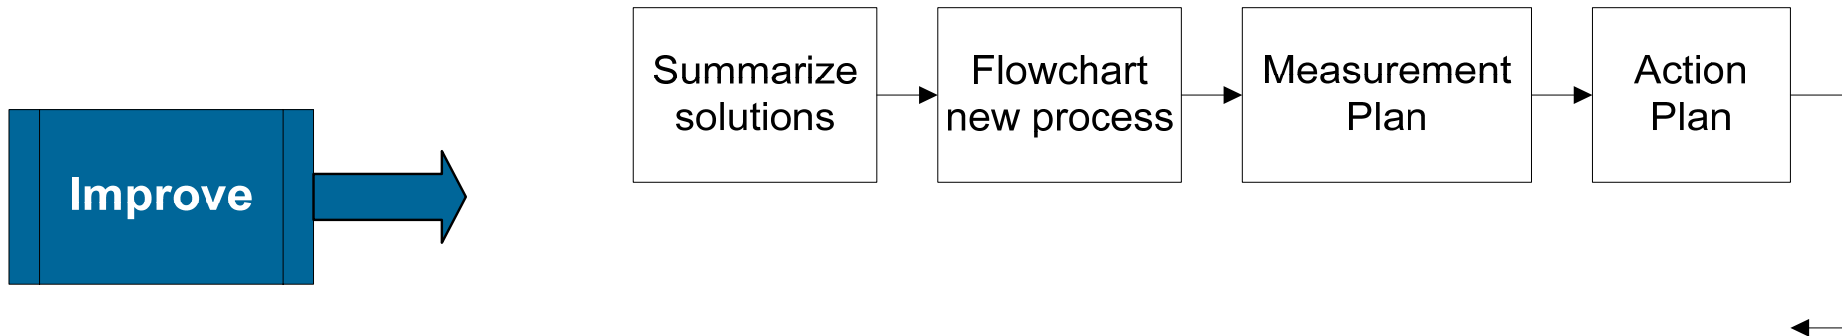 Improve
Summarize
solutions
Flowchart
new process
Measurement
Plan
Action
Plan